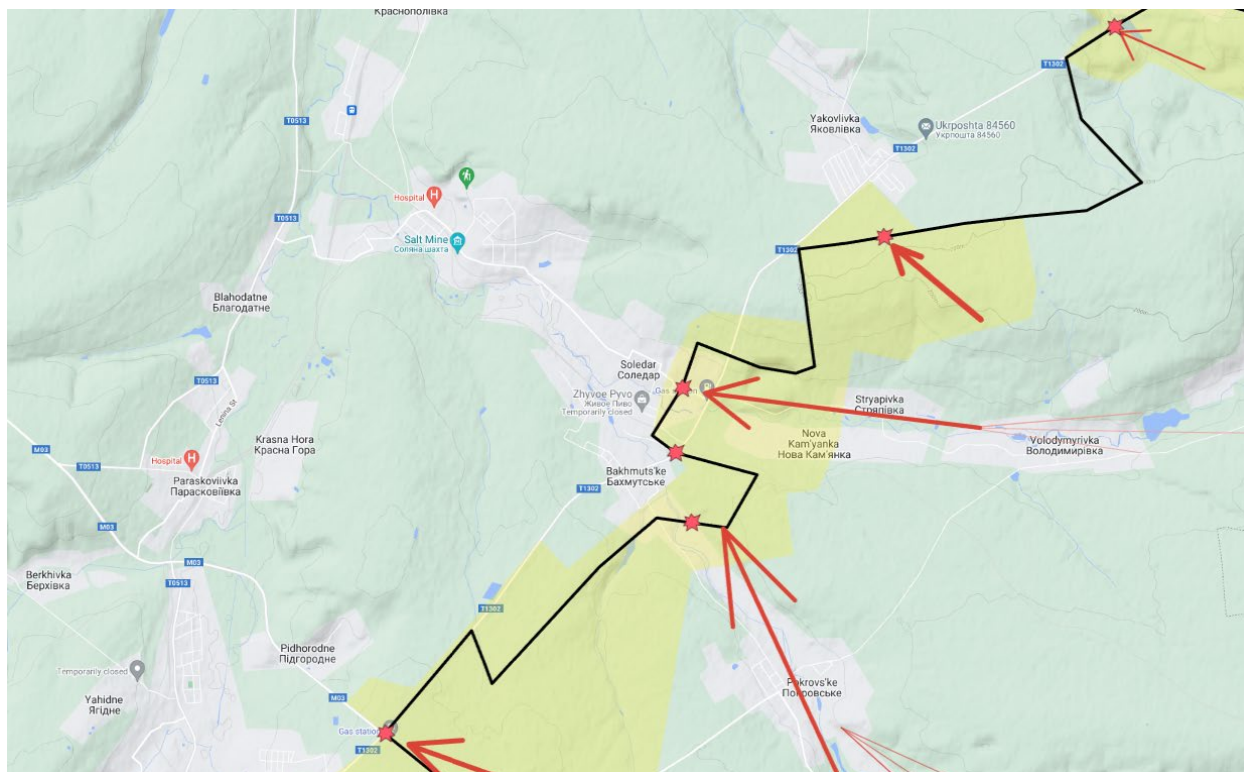 Краснополівка
T1302
T0513
Yakovlivka
Яковлівка
Ukrposhta 84560
Укрпошта 84560
T1302
Hospital
T0513
Salt Mine
Соляна шахта
T1302
Blahodatne
Благодатне
Soledar
Соледар
T0513
Zhyvoe Pyvo
Живое Пиво
Temporarily closed
Stryapivka
Стряпівка
Letnia St
Krasna Hora
Красна Гора
Nova
Kam'yanka
Нова Кам'янка
Volodymyrivka
Володимирівка
M03
T0513
Hospital
Bakhmuts'ke
Бахмутське
Paraskoviivka
Парасковіївка
T1302
M03
M03
Berkhivka
Берхівка
T0513
T1302
Pidhorodne
Підгородне
Temporarily closed
Pokrovs'ke
Покровське
Yahidne
Ягідне
M03
Gas station
T1302